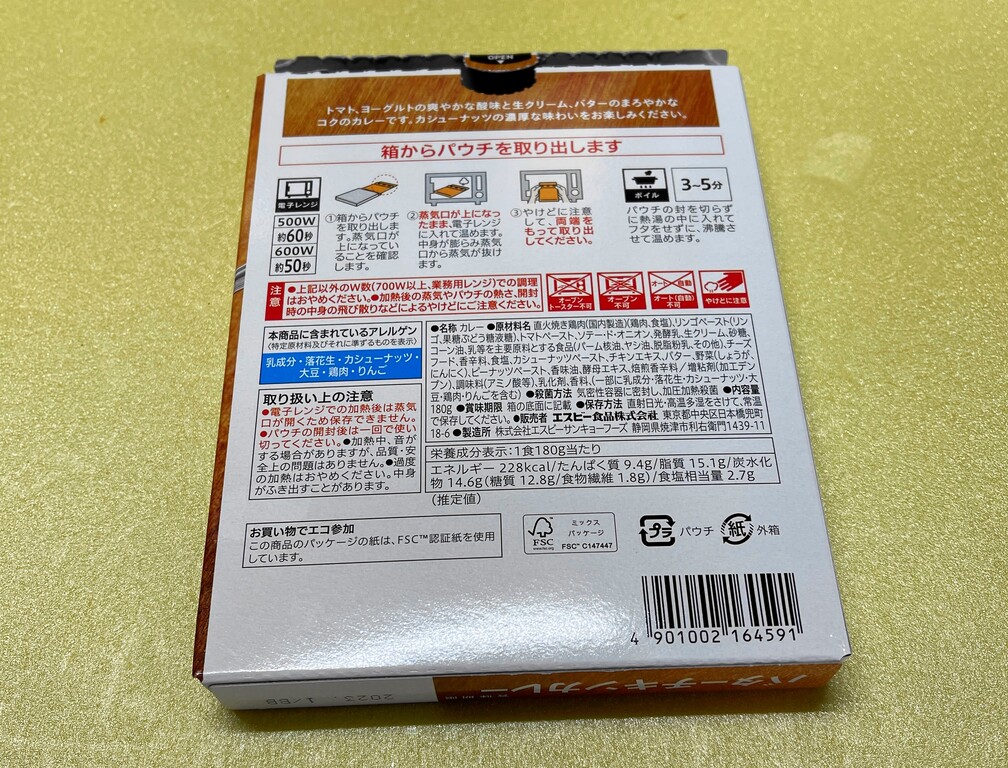 OPEN
トマト、ヨーグルトの爽やかな酸味と生クリーム、バターのまろやかな
コクのカレーです。カシューナッツの濃厚な味わいをお楽しみください。
箱からパウチを取り出します
電子レンジ
500W
約60秒
600W
約50秒
①箱からパウチ
を取り出しま
す。蒸気口が
上になってい
ることを確認
します。
②蒸気口が上になっ
たまま、電子レンジ
に入れて温めます。
中身が膨らみ蒸気
口から蒸気が抜け
ます。
③やけどに注意
して、両端を
もって取り出
してください。
ボイル
3~5分
パウチの封を切らず
に熱湯の中に入れて
フタをせずに、沸騰さ
せて温めます。
注意
●上記以外のW数(700W以上、業務用レンジ)での調理
はおやめください。●加熱後の蒸気やパウチの熱さ、開封
時の中身の飛び散りなどによるやけどにご注意ください。
オーブン
トースター不可
オーブン
不可
オート 自動
オート(自動)
不可
やけどに注意
本商品に含まれているアレルゲン
(特定原材料及びそれに準ずるものを表示)
乳成分・落花生・カシューナッツ・
大豆・鶏肉・りんご
取り扱い上の注意
●電子レンジでの加熱後は蒸気
口が開くため保存できません。
●パウチの開封後は一回で使い
切ってください。●加熱中、音が
する場合がありますが、品質・安
全上の問題はありません。●過度
の加熱はおやめください。中身
がふき出すことがあります。
●名称 カレー ●原材料名 直火焼き鶏肉(国内製造)(鶏肉、食塩)、リンゴペースト(リン
ゴ、果糖ぶどう糖液糖)、トマトペースト、ソテード・オニオン、発酵乳、生クリーム、砂糖、
コーン油、乳等を主要原料とする食品(パーム核油、ヤシ油、脱脂粉乳、その他)、チーズ
フード、香辛料、食塩、カシューナッツペースト、チキンエキス、バター、野菜(しょうが、
にんにく)、ピーナッツペースト、香味油、酵母エキス、焙煎香辛料/増粘剤(加工デン
プン)、調味料(アミノ酸等)、乳化剤、香料、(一部に乳成分・落花生・カシューナッツ・大
豆・鶏肉・りんごを含む) ●殺菌方法 気密性容器に密封し、加圧加熱殺菌 ●内容量
180g ●賞味期限 箱の底面に記載 ●保存方法 直射日光・高温多湿をさけて、常温
で保存してください。●販売者 エスビー食品株式会社 東京都中央区日本橋兜町
18-6 ●製造所 株式会社エスビーサンキョーフーズ 静岡県焼津市利右衛門1439-11
栄養成分表示:1食180g当たり
エネルギー 228kcal/たんぱく質 9.4g/脂質 15.1g/炭水化
物 14.6g(糖質 12.8g/食物繊維 1.8g)/食塩相当量 2.7g
(推定値)
お買い物でエコ参加
この商品のパッケージの紙は、FSC™認証紙を使用
しています。
FSC
www.fsc.org
ミックス
パッケージ
FSC® C147447
プラ
パウチ
紙
外箱
4 901002 164591
バターチキンカレー